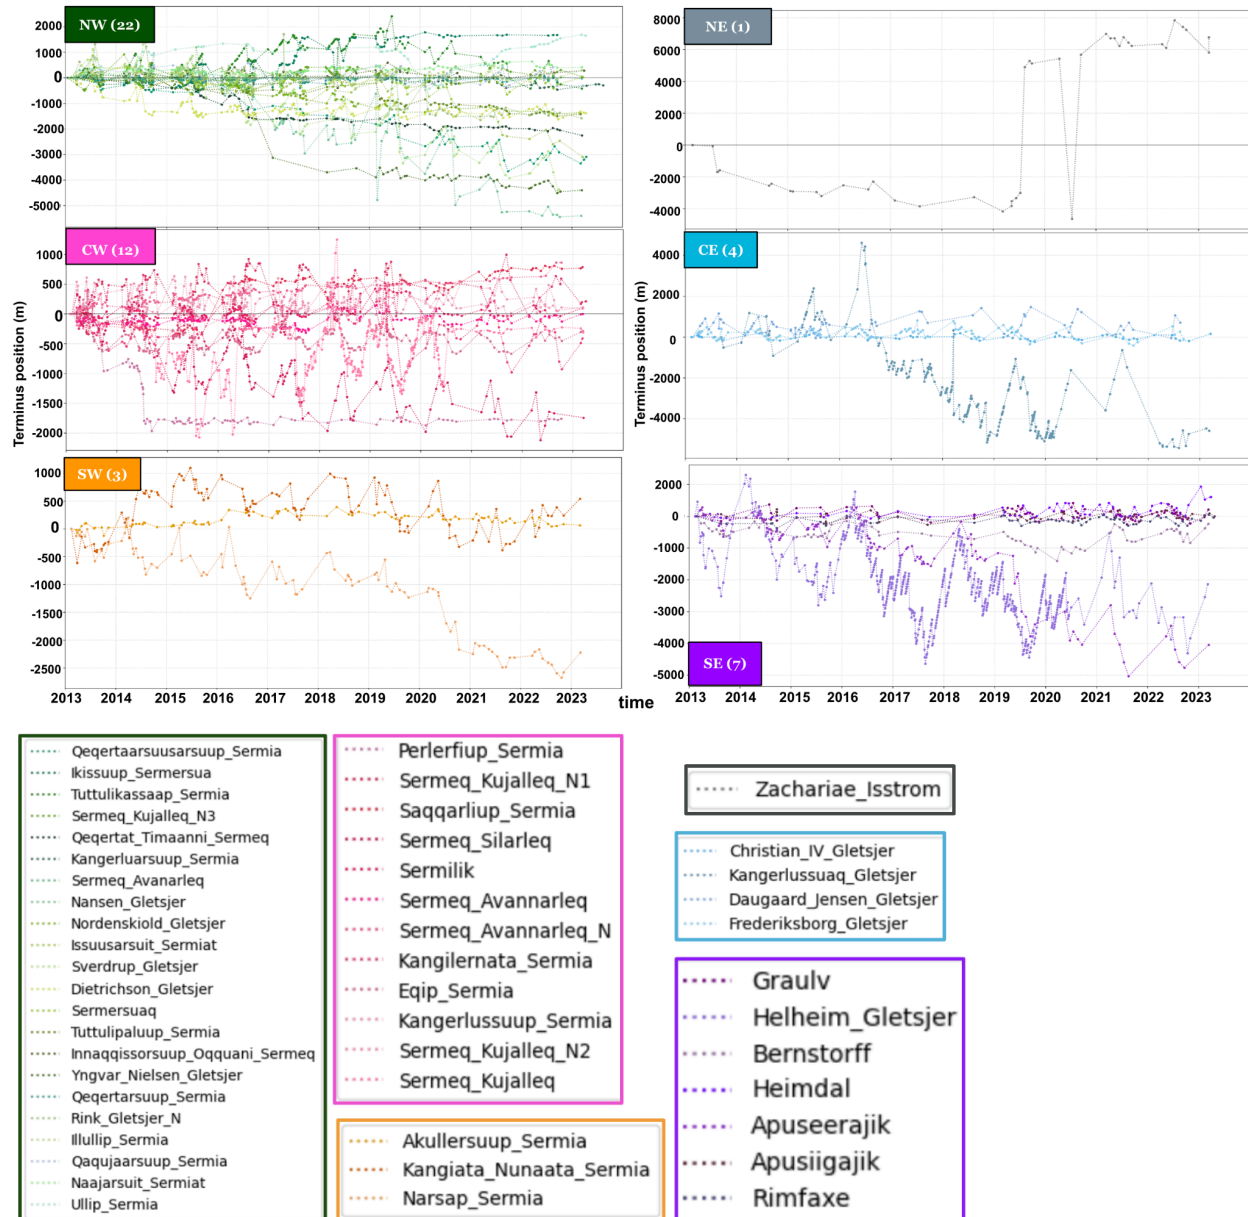 NW (22)
2000
1000
0
-1000
-2000
-3000
-4000
-5000
NE (1)
8000
6000
4000
2000
0
-2000
-4000
CW (12)
1000
500
0
-500
-1000
-1500
-2000
Terminus position (m)
CE (4)
4000
2000
0
-2000
-4000
Terminus position (m)
SW (3)
1000
500
0
-500
-1000
-1500
-2000
-2500
2013 2014 2015 2016 2017 2018 2019 2020 2021 2022 2023
SE (7)
2000
1000
0
-1000
-2000
-3000
-4000
-5000
2013 2014 2015 2016 2017 2018 2019 2020 2021 2022 2023
time
Qeqertaarsuusarsuup_Sermia
Ikissuup_Sermersua
Tuttulikassaap_Sermia
Sermeq_Kujalleq_N3
Qeqertat_Timaanni_Sermeq
Kangerluarsuup_Sermia
Sermeq_Avanarleq
Nansen_Gletsjer
Nordenskiold_Gletsjer
Issuusarsuit_Sermiat
Sverdrup_Gletsjer
Dietrichson_Gletsjer
Sermersuaq
Tuttulipaluup_Sermia
Innaqqissorsuup_Oqquani_Sermeq
Yngvar_Nielsen_Gletsjer
Qeqertarsuup_Sermia
Rink_Gletsjer_N
Illullip_Sermia
Qaqujaarsuup_Sermia
Naajarsuit_Sermiat
Ullip_Sermia
Perlerfiup_Sermia
Sermeq_Kujalleq_N1
Saqqarliup_Sermia
Sermeq_Silarleq
Sermilik
Sermeq_Avannarleq
Sermeq_Avannarleq_N
Kangilernata_Sermia
Eqip_Sermia
Kangerlussuup_Sermia
Sermeq_Kujalleq_N2
Sermeq_Kujalleq
Akullersuup_Sermia
Kangiata_Nunaata_Sermia
Narsap_Sermia
Zachariae_Isstrom
Christian_IV_Gletsjer
Kangerlussuaq_Gletsjer
Daugaard_Jensen_Gletsjer
Frederiksborg_Gletsjer
Graulv
Helheim_Gletsjer
Bernstorff
Heimdal
Apuseerajik
Apusiigajik
Rimfaxe